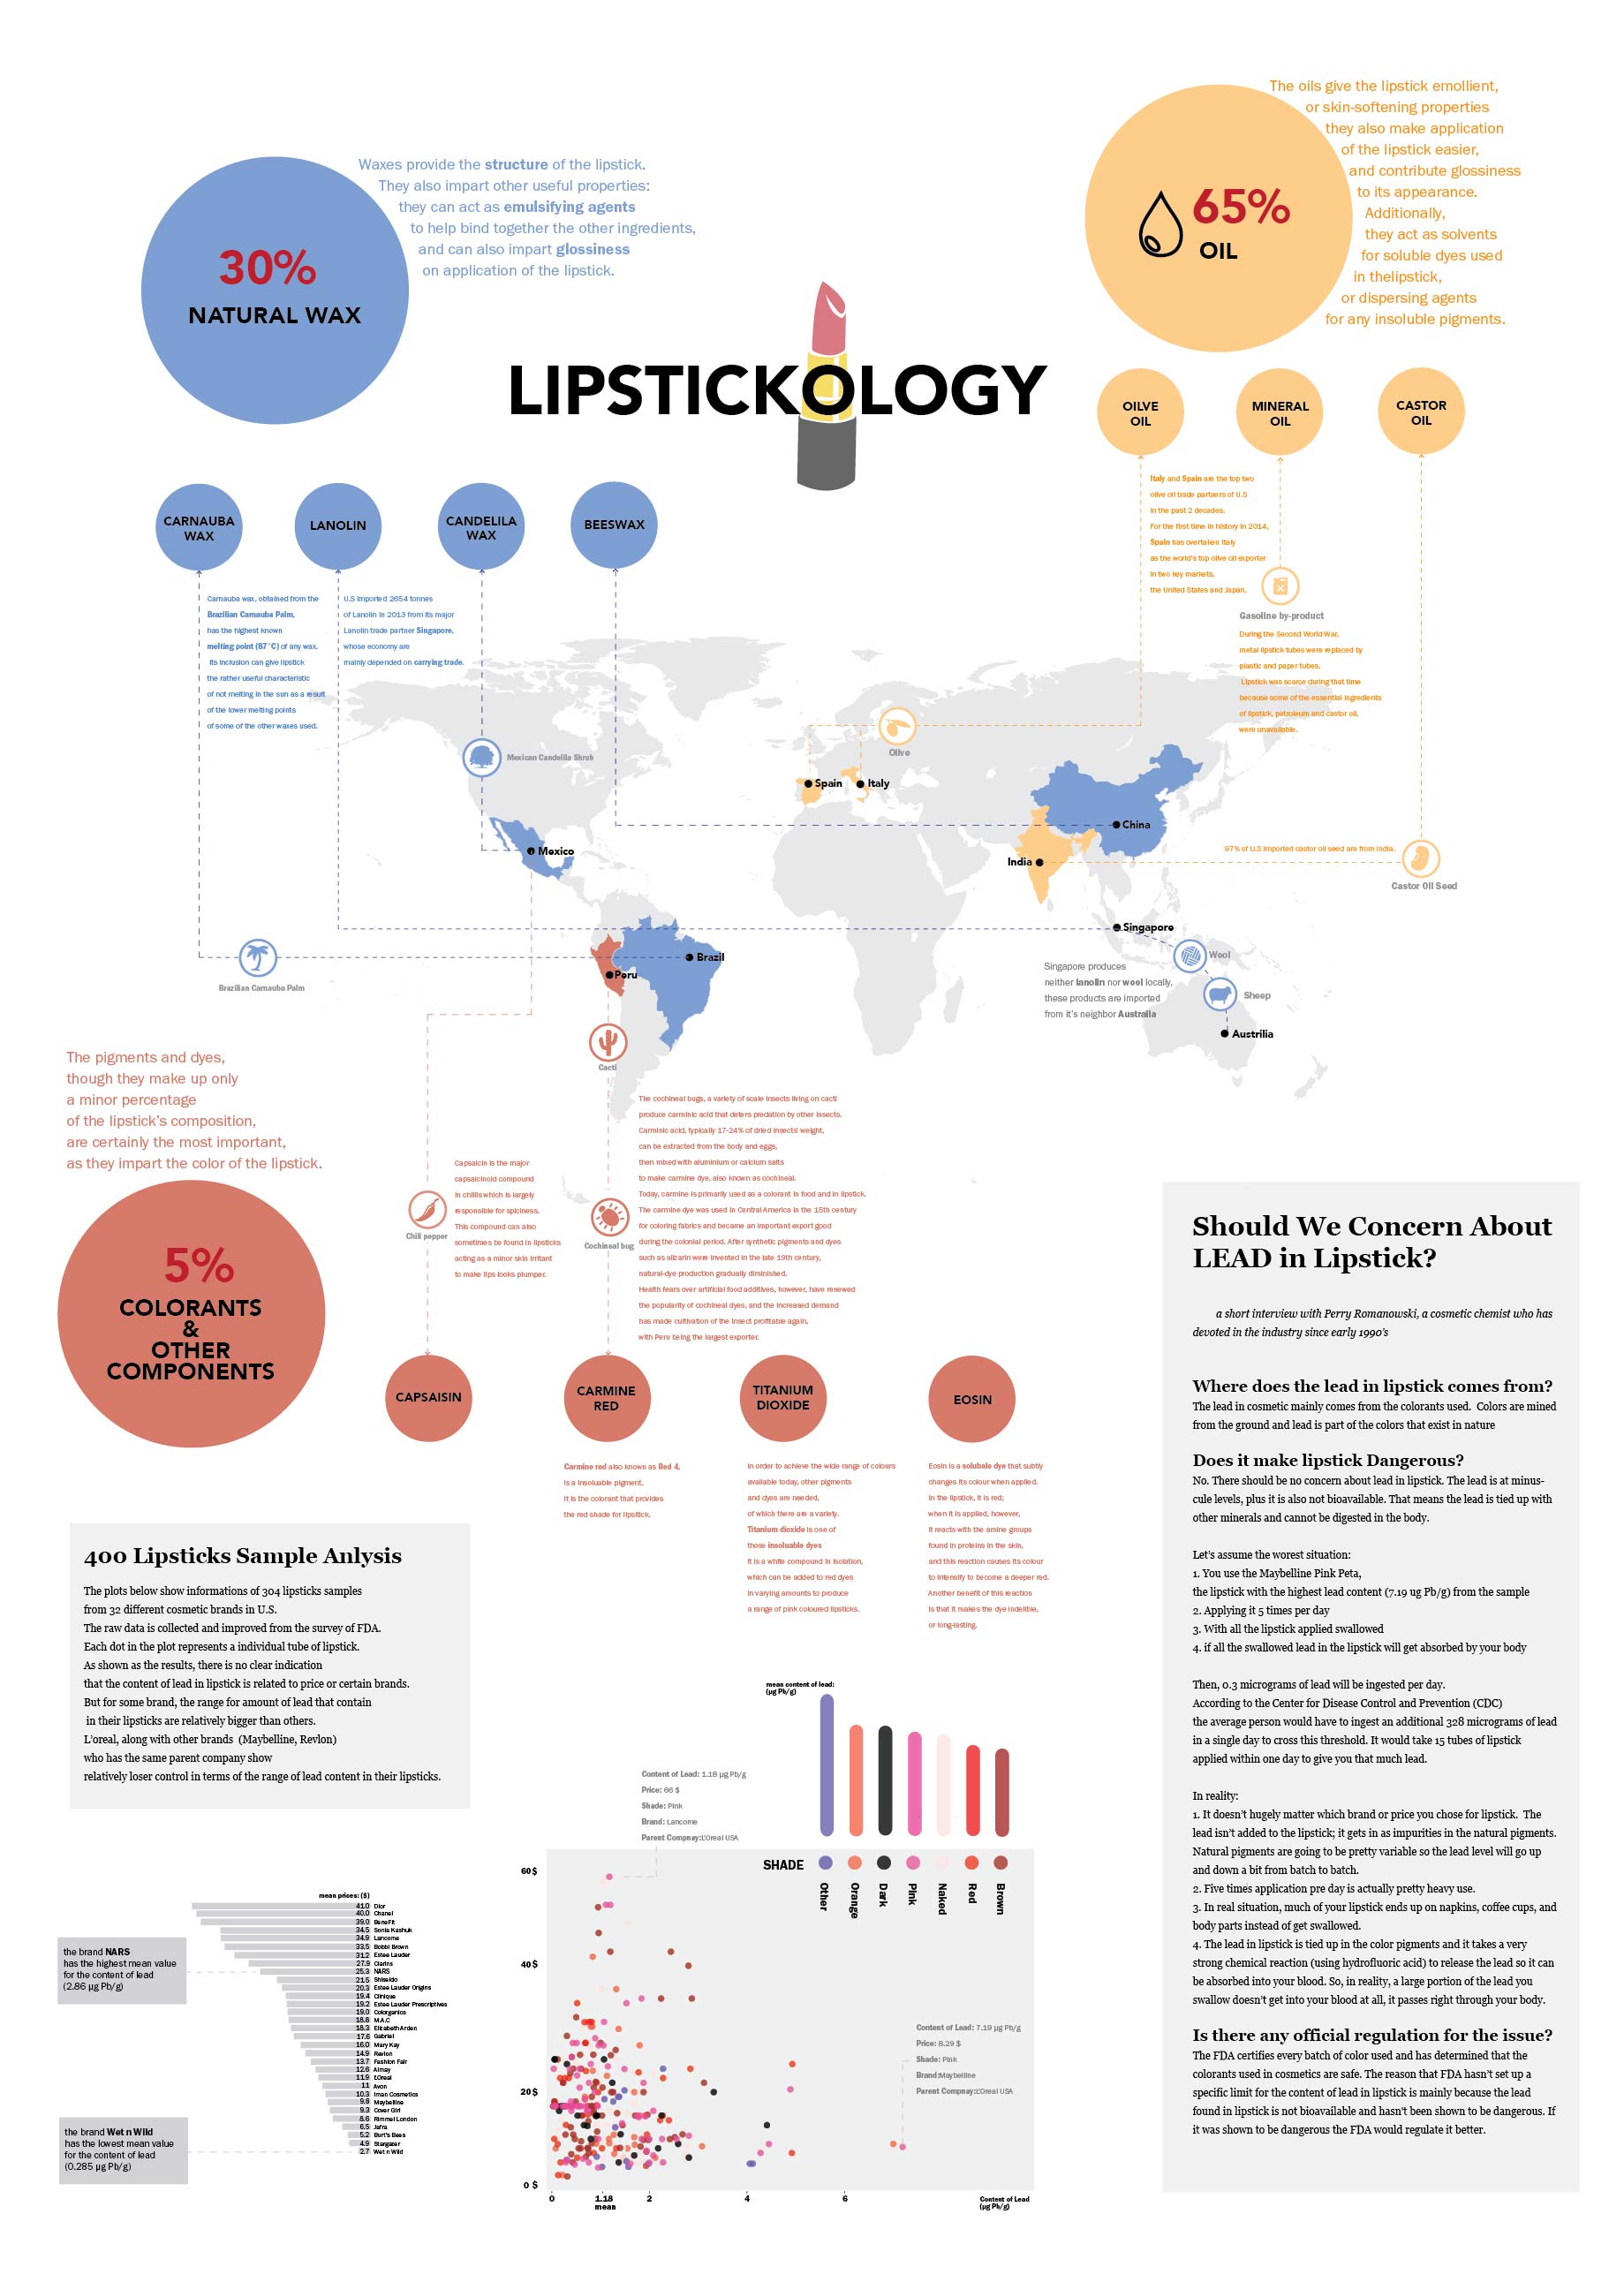 The oils give the lipstick emollient,
or skin-softening properties
they also make application
of the lipstick easier,
and contribute glossiness
to its appearance.
Additionally,
they act as solvents
for soluble dyes used
in thelipstick,
or dispersing agents
for any insoluble pigments.
65%
OIL
Waxes provide the structure of the lipstick.
They also impart other useful properties:
they can act as emulsifying agents
to help bind together the other ingredients,
and can also impart glossiness
on application of the lipstick.
30%
NATURAL WAX
LIPSTICKOLOGY
OILVE
OIL
MINERAL
OIL
CASTOR
OIL
CARNAUBA
WAX
LANOLIN
CANDELILA
WAX
BEESWAX
Italy and Spain are the top two
olive oil trade partners of U.S
in the past 2 decades.
For the first time in history in 2014,
Spain has overtaken Italy
as the world's top olive oil exporter
in two key markets,
the United States and Japan.
Gasoline by-product
During the Second World War,
metal lipstick tubes were replaced by
plastic and paper tubes.
Lipstick was scarce during that time
because some of the essential ingredients
of lipstick, petroleum and castor oil,
were unavailable.
Carnauba wax, obtained from the
Brazilian Carnauba Palm,
has the highest known
melting point (87 °C) of any wax.
Its inclusion can give lipstick
the rather useful characteristic
of not melting in the sun as a result
of the lower melting points
of some of the other waxes used.
U.S imported 2654 tonnes
of Lanolin in 2013 from its major
Lanolin trade partner Singapore,
whose economy are
mainly depended on carrying trade.
Mexican Candelila Shrub
Olive
Spain
Italy
China
Mexico
India
97% of U.S imported castor oil seed are from India.
Castor Oil Seed
Singapore
Brazil
Peru
Brazilian Carnauba Palm
Wool
Sheep
Singapore produces
neither lanolin nor wool locally,
these products are imported
from it's neighbor Australia
Austrilia
Cacti
The pigments and dyes,
though they make up only
a minor percentage
of the lipstick's composition,
are certainly the most important,
as they impart the color of the lipstick.
5%
COLORANTS
&
OTHER
COMPONENTS
Chili pepper
Capsaicin is the major
capsaicinoid compound
in chilis which is largely
responsible for spiciness.
This compound can also
sometimes be found in lipsticks
acting as a minor skin irritant
to make lips looks plumper.
Cochineal bug
The cochineal bugs, a variety of scale insects living on cacti
produce carminic acid that deters predation by other insects.
Carminic acid, typically 17-24% of dried insects' weight,
can be extracted from the body and eggs,
then mixed with aluminium or calcium salts
to make carmine dye, also known as cochineal.
Today, carmine is primarily used as a colorant in food and in lipstick.
The carmine dye was used in Central America in the 15th century
for coloring fabrics and became an important export good
during the colonial period. After synthetic pigments and dyes
such as alizarin were invented in the late 19th century,
natural-dye production gradually diminished.
Health fears over artificial food additives, however, have renewed
the popularity of cochineal dyes, and the increased demand
has made cultivation of the insect profitable again,
with Peru being the largest exporter.
CAPSAISIN
CARMINE
RED
TITANIUM
DIOXIDE
EOSIN
Carmine red also known as Red 4,
is a insoluable pigment.
It is the colorant that provides
the red shade for lipsitick.
In order to achieve the wide range of colours
available today, other pigments
and dyes are needed,
of which there are a variety.
Titanium dioxide is one of
those insoluable dyes
It is a white compound in isolation,
which can be added to red dyes
in varying amounts to produce
a range of pink coloured lipsticks.
Eosin is a solubale dye that subtly
changes its colour when applied.
In the lipstick, it is red;
when it is applied, however,
it reacts with the amine groups
found in proteins in the skin,
and this reaction causes its colour
to intensify to become a deeper red.
Another benefit of this reaction
is that it makes the dye indelible,
or long-lasting.
400 Lipsticks Sample Anlysis
The plots below show informations of 304 lipsticks samples
from 32 different cosmetic brands in U.S.
The raw data is collected and improved from the survey of FDA.
Each dot in the plot represents a individual tube of lipstick.
As shown as the results, there is no clear indication
that the content of lead in lipstick is related to price or certain brands.
But for some brand, the range for amount of lead that contain
in their lipsticks are relatively bigger than others.
L'oreal, along with other brands (Maybelline, Revlon)
who has the same parent company show
relatively loser control in terms of the range of lead content in their lipsticks.
mean prices: ($)
41.0 Dior
40.0 Chanel
39.0 BeneFit
34.5 Sonia Kashuk
34.9 Lancome
33.5 Bobbi Brown
31.2 Estee Lauder
27.9 Clarins
25.3 NARS
21.5 Shiseido
20.3 Estee Lauder Origins
19.4 Clinique
19.2 Estee Lauder Prescriptives
19.0 Colorganics
18.8 M.A.C
18.3 Elizabeth Arden
17.6 Gabriel
16.0 Mary Kay
14.9 Revlon
13.7 Fashion Fair
12.6 Almay
11.9 L'Oreal
11 Avon
10.3 Iman Cosmetics
9.8 Maybelline
9.3 Cover Girl
8.6 Rimmel London
6.5 Jafra
5.2 Burt's Bees
4.9 Stargazer
2.7 Wet n Wild
the brand NARS
has the highest mean value
for the content of lead
(2.86 µg Pb/g)
the brand Wet n Wild
has the lowest mean value
for the content of lead
(0.285 µg Pb/g)
mean content of lead:
(µg Pb/g)
Content of Lead: 1.18 µg Pb/g
Price: 66 $
Shade: Pink
Brand: Lancome
Parent Compnay:L'Oreal USA
SHADE
Other
Orange
Dark
Pink
Naked
Red
Brown
60$
40$
20$
0 $
Content of Lead: 7.19 µg Pb/g
Price: 8.29 $
Shade: Pink
Brand:Maybelline
Parent Compnay:L'Oreal USA
0
1.18
mean
2
4
6
Content of Lead
(µg Pb/g)
Should We Concern About
LEAD in Lipstick?
a short interview with Perry Romanowski, a cosmetic chemist who has
devoted in the industry since early 1990's
Where does the lead in lipstick comes from?
The lead in cosmetic mainly comes from the colorants used. Colors are mined
from the ground and lead is part of the colors that exist in nature
Does it make lipstick Dangerous?
No. There should be no concern about lead in lipstick. The lead is at minus-
cule levels, plus it is also not bioavailable. That means the lead is tied up with
other minerals and cannot be digested in the body.
Let's assume the worest situation:
1. You use the Maybelline Pink Peta,
the lipstick with the highest lead content (7.19 ug Pb/g) from the sample
2. Applying it 5 times per day
3. With all the lipstick applied swallowed
4. if all the swallowed lead in the lipstick will get absorbed by your body
Then, 0.3 micrograms of lead will be ingested per day.
According to the Center for Disease Control and Prevention (CDC)
the average person would have to ingest an additional 328 micrograms of lead
in a single day to cross this threshold. It would take 15 tubes of lipstick
applied within one day to give you that much lead.
In reality:
1. It doesn't hugely matter which brand or price you chose for lipstick. The
lead isn't added to the lipstick; it gets in as impurities in the natural pigments.
Natural pigments are going to be pretty variable so the lead level will go up
and down a bit from batch to batch.
2. Five times application pre day is actually pretty heavy use.
3. In real situation, much of your lipstick ends up on napkins, coffee cups, and
body parts instead of get swallowed.
4. The lead in lipstick is tied up in the color pigments and it takes a very
strong chemical reaction (using hydrofluoric acid) to release the lead so it can
be absorbed into your blood. So, in reality, a large portion of the lead you
swallow doesn't get into your blood at all, it passes right through your body.
Is there any official regulation for the issue?
The FDA certifies every batch of color used and has determined that the
colorants used in cosmetics are safe. The reason that FDA hasn't set up a
specific limit for the content of lead in lipstick is mainly because the lead
found in lipstick is not bioavailable and hasn't been shown to be dangerous. If
it was shown to be dangerous the FDA would regulate it better.